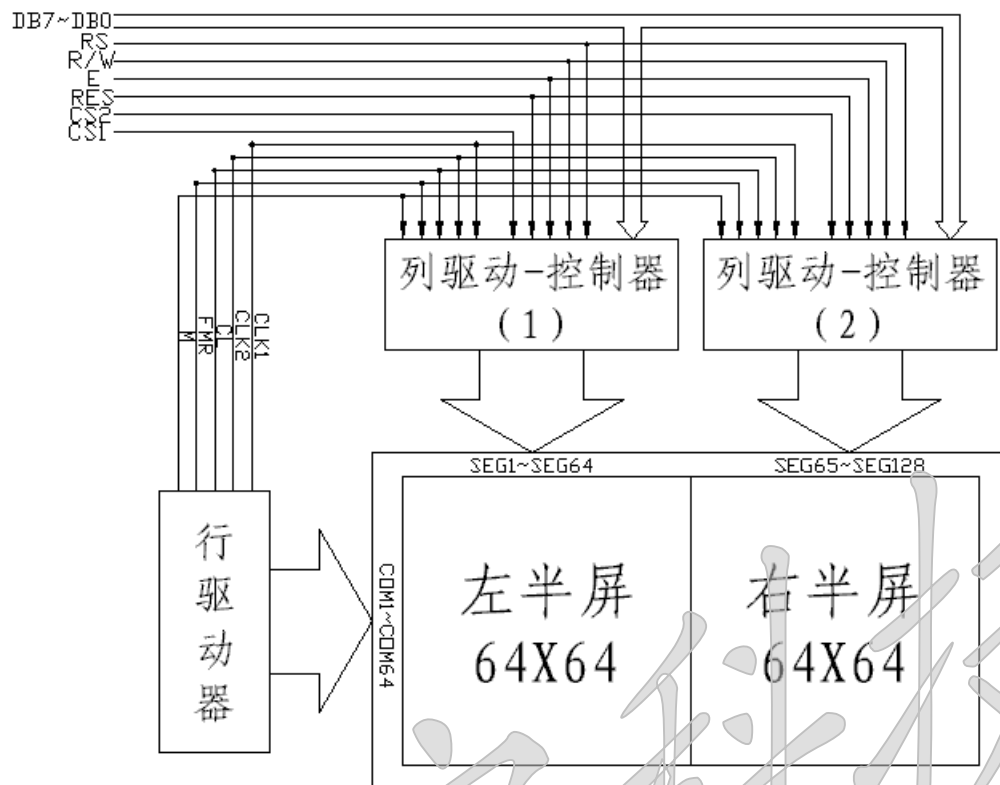 DB7~DB0
RS
R/W
E
RES
CS2
CS1
列驱动-控制器
(1)
列驱动-控制器
(2)
M
FMR
CL
CLK2
CLK1
SEG1~SEG64
SEG65~SEG128
行驱动器
COM1~COM64
左半屏
64X64
右半屏
64X64